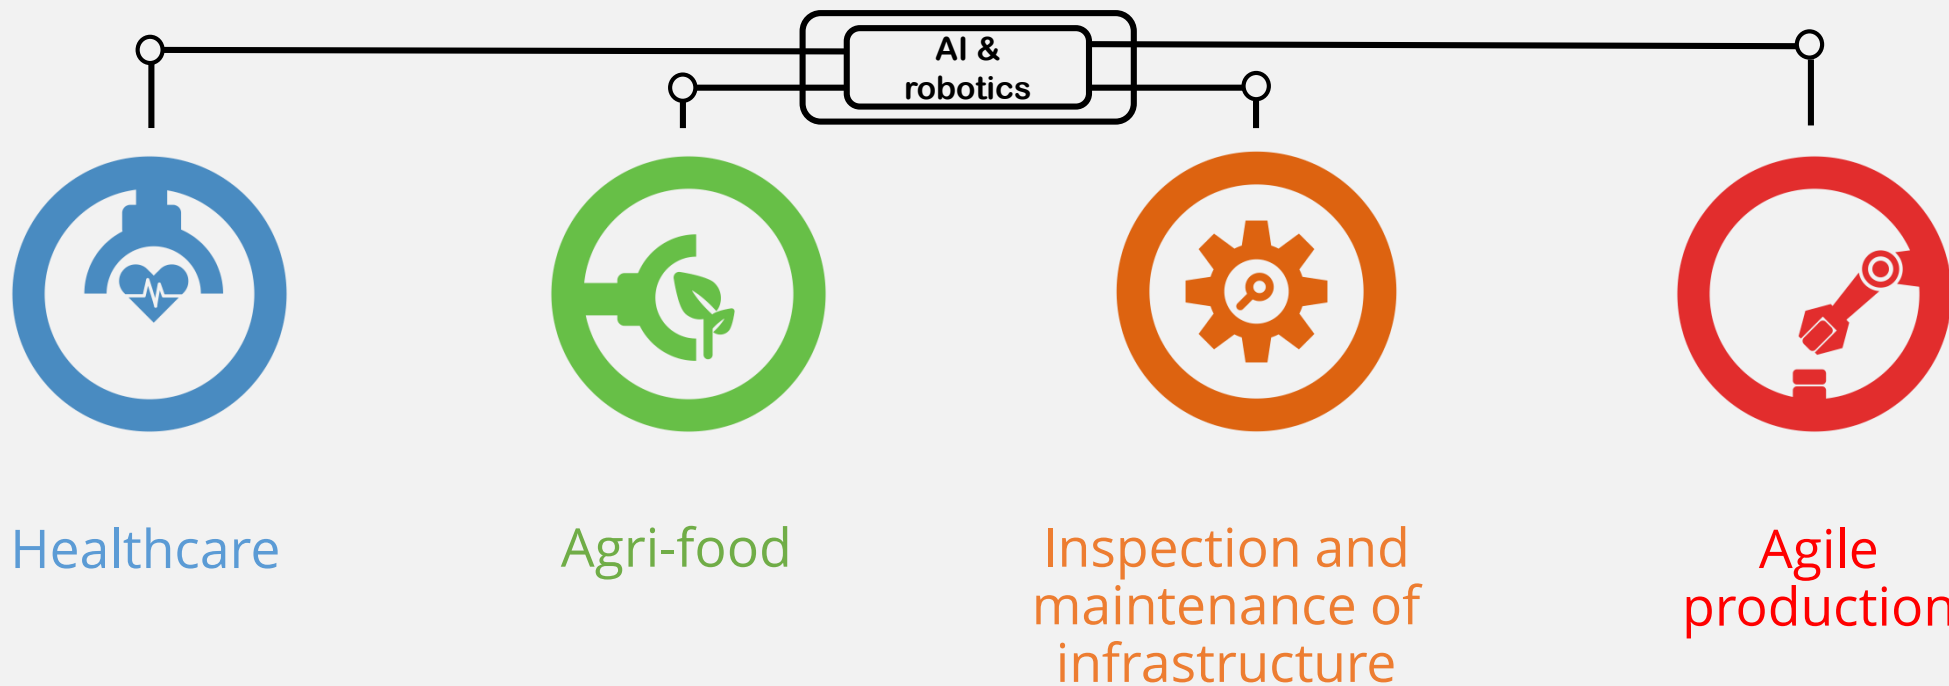 AI &
robotics
Healthcare
Agri-food
Inspection and
maintenance of
infrastructure
Agile
production